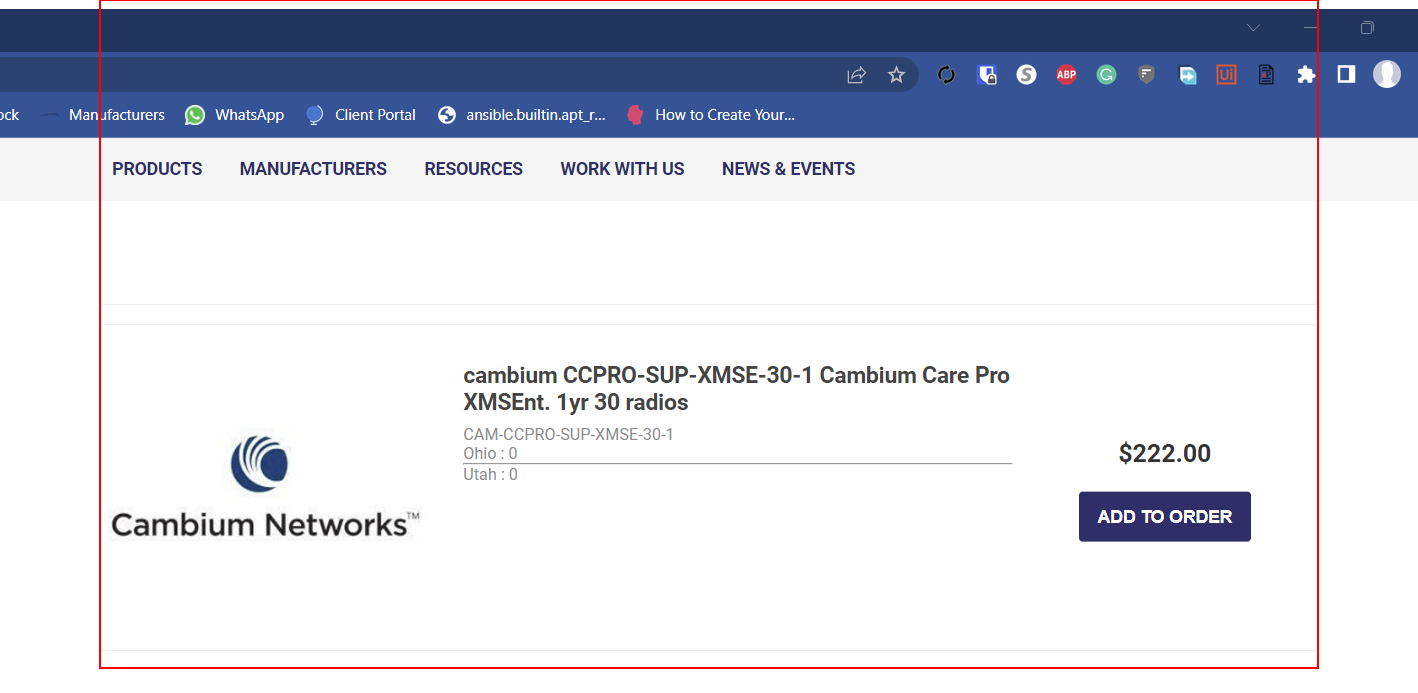 ABP
Ui
ock Manufacturers WhatsApp Client Portal ansible.builtin.apt_r... How to Create Your...
PRODUCTS MANUFACTURERS RESOURCES WORK WITH US NEWS & EVENTS
cambium CCPRO-SUP-XMSE-30-1 Cambium Care Pro
XMSEnt. 1yr 30 radios
CAM-CCPRO-SUP-XMSE-30-1
Ohio : 0
Utah : 0
Cambium Networks™
$222.00
ADD TO ORDER